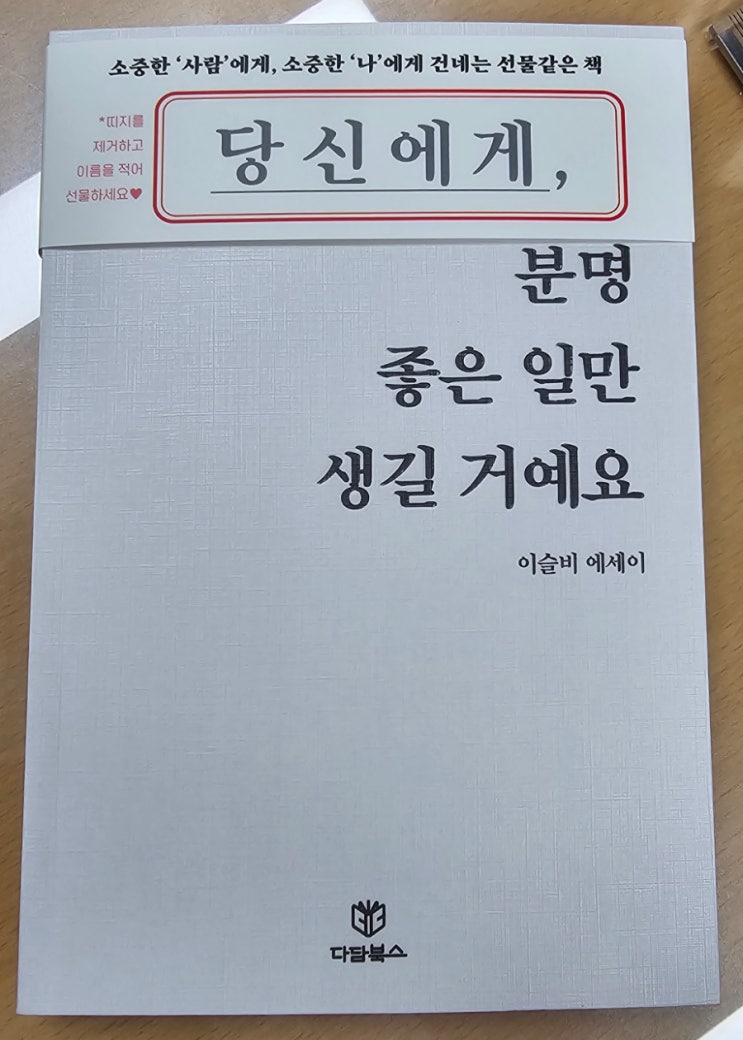 소중한 '사람'에게, 소중한 '나'에게 건네는 선물같은 책
*띠지를
제거하고
이름을 적어
선물하세요♥
당신에게,
분명
좋은 일만
생길 거예요
이슬비 에세이
다담북스